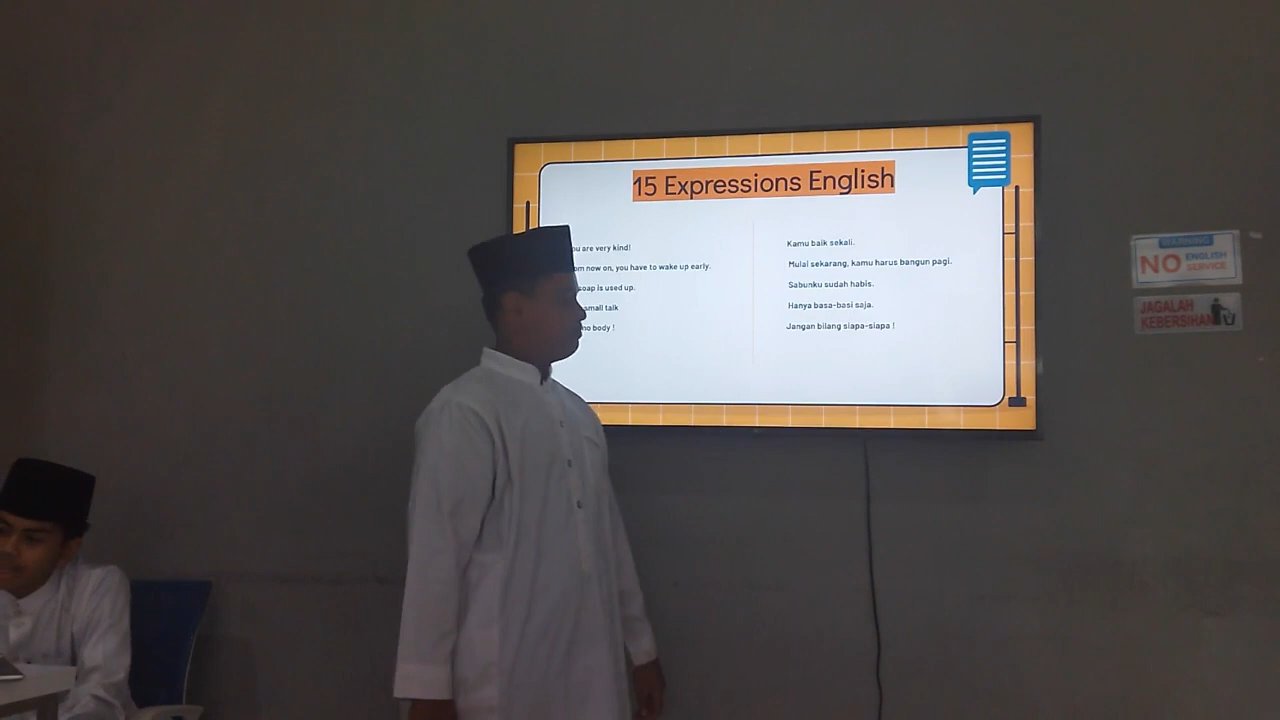 15 Expressions English
ou are very kind!
om now on, you have to wake up early.
soap is used up.
small talk
no body !
Kamu baik sekali.
Mulai sekarang, kamu harus bangun pagi.
Sabunku sudah habis.
Hanya basa-basi saja.
Jangan bilang siapa-siapa !
WARNING
NO ENGLISH
SERVICE
JAGALAH
KEBERSIHAN